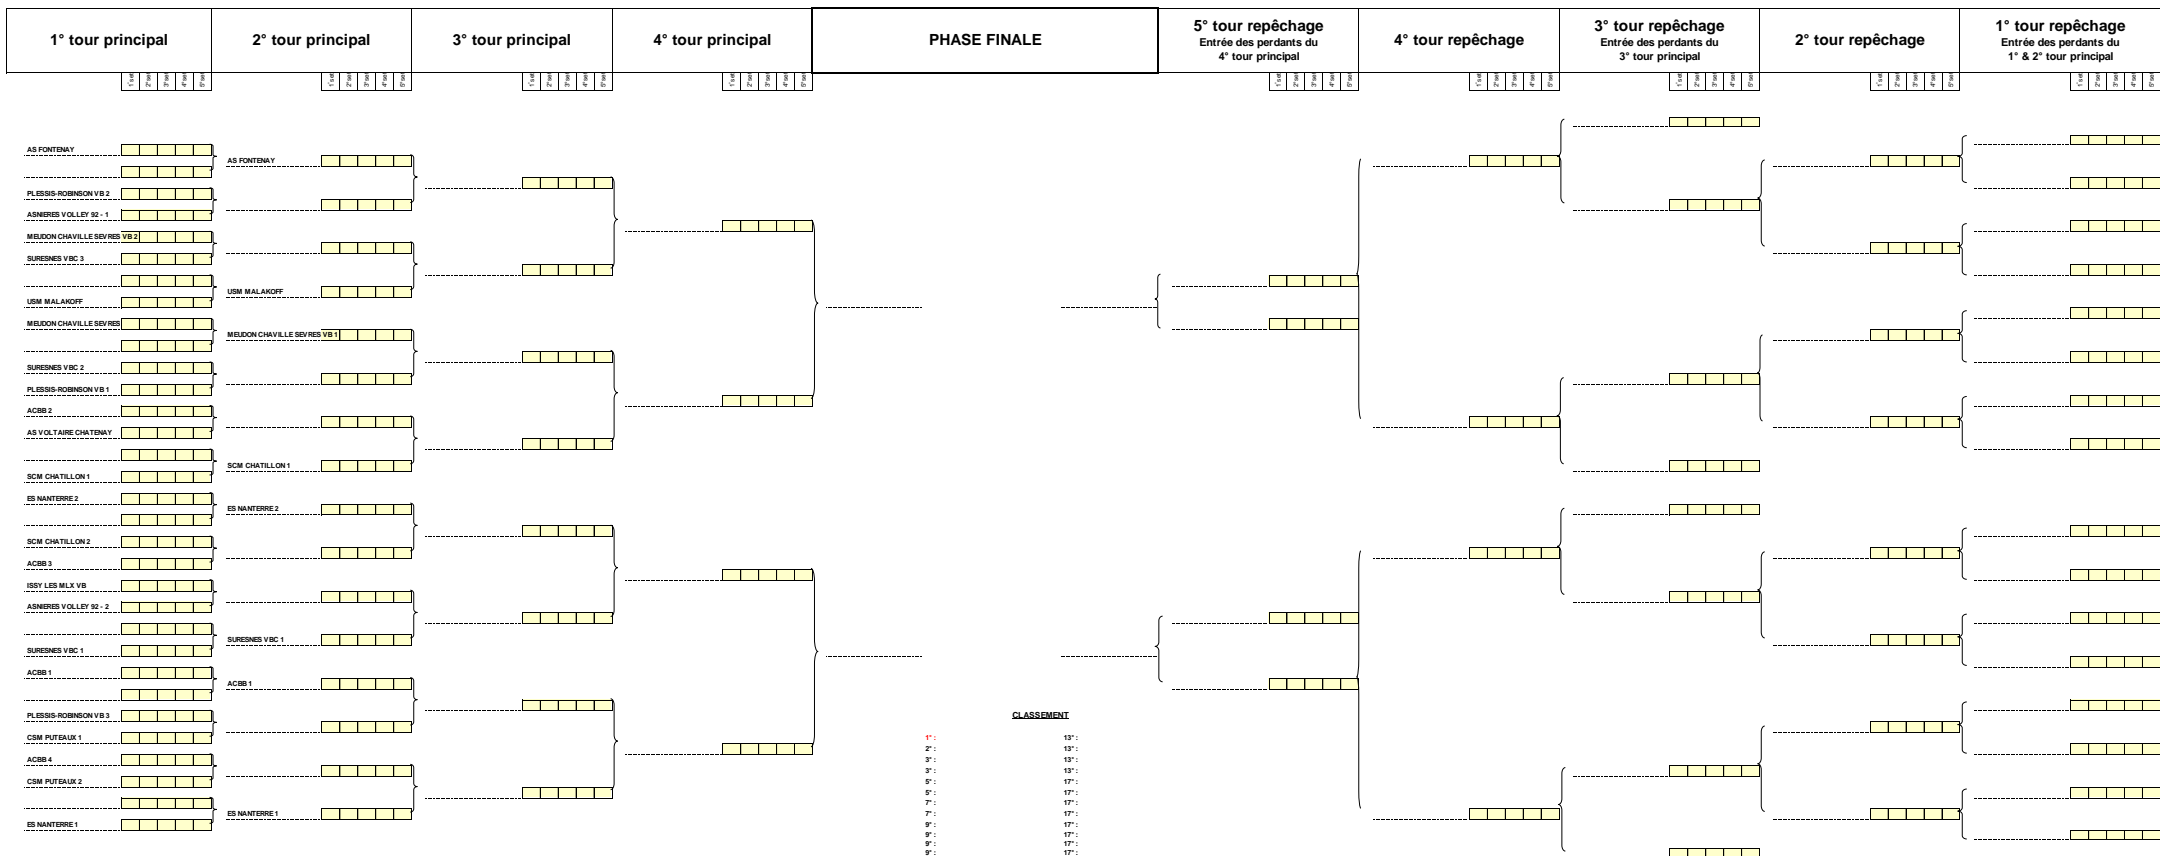 1° tour principal
2° tour principal
3° tour principal
4° tour principal
PHASE FINALE
5° tour repêchage
Entrée des perdants du
4° tour principal
4° tour repêchage
3° tour repêchage
Entrée des perdants du
3° tour principal
2° tour repêchage
1° tour repêchage
Entrée des perdants du
1° & 2° tour principal
AS FONTENAY
PLESSIS-ROBINSON VB 2
ASNIERES VOLLEY 92 - 1
MEUDON CHAVILLE SEVRES VB 2
SURESNES VBC 3
USM MALAKOFF
MEUDON CHAVILLE SEVRES
SURESNES VBC 2
PLESSIS-ROBINSON VB 1
ACBB 2
AS VOLTAIRE CHATENAY
SCM CHATILLON 1
ES NANTERRE 2
SCM CHATILLON 2
ACBB 3
ISSY LES MLX VB
ASNIERES VOLLEY 92 - 2
SURESNES VBC 1
ACBB 1
PLESSIS-ROBINSON VB 3
CSM PUTEAUX 1
ACBB 4
CSM PUTEAUX 2
ES NANTERRE 1
AS FONTENAY
USM MALAKOFF
MEUDON CHAVILLE SEVRES VB 1
SCM CHATILLON 1
ES NANTERRE 2
SURESNES VBC 1
ACBB 1
ES NANTERRE 1
CLASSEMENT
1° :
2° :
3° :
3° :
5° :
5° :
7° :
7° :
9° :
9° :
9° :
9° :
13° :
13° :
13° :
13° :
17° :
17° :
17° :
17° :
17° :
17° :
17° :
17° :